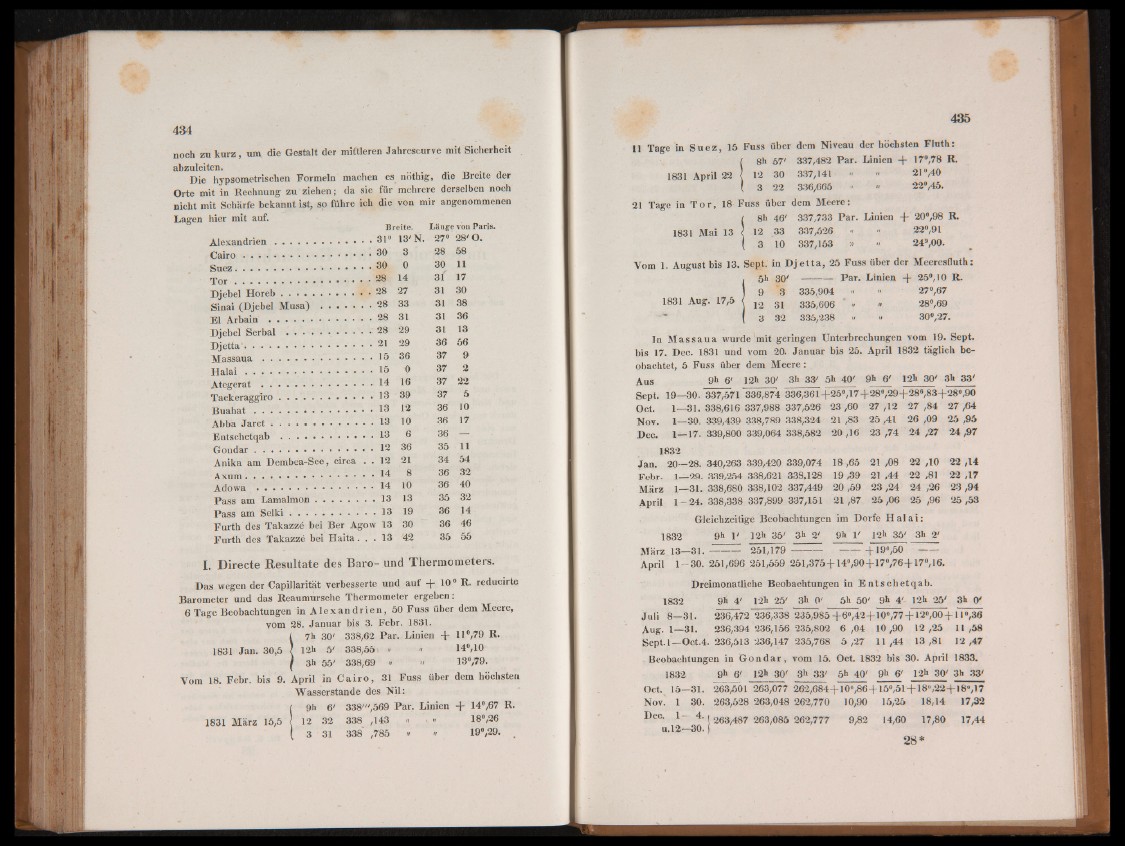 434
noch zu kurz, um die Gestalt der mittleren Jahrescurve mit Sicherheit
abzuleiten.
Die hypsometrischen Formeln machen es nöthig, die Breite der
Orte mit in Rechnung zu ziehen; da sie für mehrere derselben noch
nicht mit Schärfe bekannt ist, so führe ich die von mir angenommenen
Lagen hier mit auf.
Breite. Länge von Paris.
Alexandrien . . . . . . . . . . . . 31° 13' N. 27° 28' O.
Cairo . . . . . . . . . . . . . . . . 30 3 28 58
Suez . . . . . . . . . . . . . . . . 30 0 30 11
Tor . . . . . . . . . . . . . . . . 28 14 31 17
Djebel Horeb . . . . . . . . . . . 28 27 31 30
Sinai (Djebel Musa) . . . . . . . 28 33 31 38
El Arbain . . . . . . . . . . . . 28 31 31 36
Djebel Serbal . . . . . . . . . . 28 29 31 13
Djetta . . . . . . . . . . . . . . . 21 29 36 56
Massaua . . . . . . . . . . . . . 15 36 37 9
Halai . . . . . . . . . . . . . . . 15 0 37 2
Ategerat . . . . . . . . . . . . . 14 16 37 22
Tackeraggiro . . . . . . . . . . . 13 39 37 5
Buahat . . . . . . . . . . . . . . 13 12 36 10
Abba Jaret . . . . . . . . . . . . 13 10 36 17
Entschetqab . . . . . . . . . . . 13 6 36 —
Gondar . . . . . . . . . . . . . . 12 36 35 11
Anika am Dembea-See, circa . . 12 21 34 54
Axum . . . . . . . . . . . . . . . 14 8 36 32
Adowa . . . . . . . . . . . . . . 14 10 36 40
Pass am Lamalmon . . . . . . . . 13 13 35 32
Pass am Selki . . . . . . . . . . . 13 19 36 14
Furth des Takazzé bei Ber Agow 13 30 36 46
Furth des Takazzé bei Haita . . . 13 42 35 55
I. Directe Resultate des Baro- und Thermometers.
Das wegen der Capillarität verbesserte und auf + 10° R. reducirte
Barometer und das Reaumursche Thermometer ergeben:
6 Tage Beobachtungen in Alexandrien, 50 Fuss über dem Meere,
vom 28. Januar bis 3. Febr. 1831.
7h 30' 338,62 Par. Linien + 11°,79 R.
1831 Jan. 30,5 12h 5' 338,55 » » 14°,10
3h 55' 338,69 » » 13°,79.
Vom 18. Febr. bis 9. April in Cairo, 31 Fuss über dem höchsten
Wasserstande des Nil:
9h 6' 338''',569 Par. Linien + 14°,67 R.
1831 März 15,5 12 32 338 ,143 » » 18°,26
3 31 338 ,785 » » 19°,29.
435
11 Tage in Suez, 15 Fuss über dem Niveau der höchsten Fluth:
8h 57' 337,482 Par. Linien + 17°,78 R.
1831 April 22 12 30 337,141 » » 21°,40
3 22 336,665 » » 22°,45.
21 Tage in Tor, 18 Fuss über dem Meere:
8h 46' 337,733 Par. Linien + 20°,98 R.
1831 Mai 13 12 33 337,526 » » 22°,91
3 10 337,153 » » 24°,00.
Vom 1. August bis 13. Sept. in Djetta, 25 Fuss über der Meeresfluth:
5h 30' —— Par. Linien + 25°,10 R.
9 3 335,904 » » 27°,67
1831 Aug. 17,5 12 31 335,606 » » 28°,69
3 32 335,238 » » 30°,27.
In Massaua wurde mit geringen Unterbrechungen vom 19. Sept.
bis 17. Dec. 1831 und vom 20. Januar bis 25. April 1832 täglich be-
obachtet, 5 Fuss über dem Meere:
Aus 9h 6' 12h 30' 3h 33' 5h 40' 9h 6' 12h 30' 3h 33'
Sept. 19—30. 337,571 336,874 336,361 +25°,17+28°,29+28°,83+28°,90
Oct. 1—31. 338,616 337,988 337,526 23 ,60 27 ,12 27 ,84 27 ,64
Nov. 1—30. 339,439 338,789 338,324 21 ,83 25 ,41 26 ,09 25 ,95
Dec. 1—17. 339,800 339,064 338,582 20 ,16 23 ,74 24 ,27 24 ,97
1832
Jan. 20—28. 340,263 339,420 339,074 18 ,65 21 ,08 22 ,10 22 ,14
Febr. 1—29. 339,254 338,621 338,128 19 ,39 21 ,44 22 ,81 22 ,17
März 1—31. 338,680 338,102 337,449 20 ,59 23 ,24 24 ,26 23 ,94
April 1—24. 338,338 337,899 337,151 21 ,87 25 ,06 25 ,96 25 ,53
Gleichzeitige Beobachtungen im Dorfe Halai:
1832 9h 1' 12h 35' 3h 2' 9h 1' 12h 35' 3h 2'
März 13—31. —— 251,179 —— —— +19°,50 ——
April 1—30. 251,696 251,559 251,375+14°,90+17°,76+17°,16.
Dreimonatliche Beobachtungen in Entschetqab.
1832 9h 4' 12h 25' 3h 0' 5h 50' 9h 4' 12h 25' 3h 0'
Juli 8—31. 236,472 236,338 235,985+6°,42+10°,77+12°,00+11°,36
Aug. 1—31. 236,394 236,156 235,802 6 ,04 10 ,90 12 ,25 11 ,58
Sept.1—Oct.4. 236,513 236,147 235,768 5 ,27 11 ,44 13 ,81 12 ,47
Beobachtungen in Gondar, vom 15. Oct. 1832 bis 30. April 1833.
1832 9h 6' 12h 30' 3h 33' 5h 40' 9h 6' 12h 30' 3h 33'
Oct. 15—31. 263,501 263,077 262,684+10°,86+15°,51+18°,22+18°,17
Nov. 1 30. 263,528 263,048 262,770 10,90 15,25 18,14 17,32
Dec. 1— 4.
u.12—30. 263,487 263,085 262,777 9,82 14,60 17,80 17,44
28*